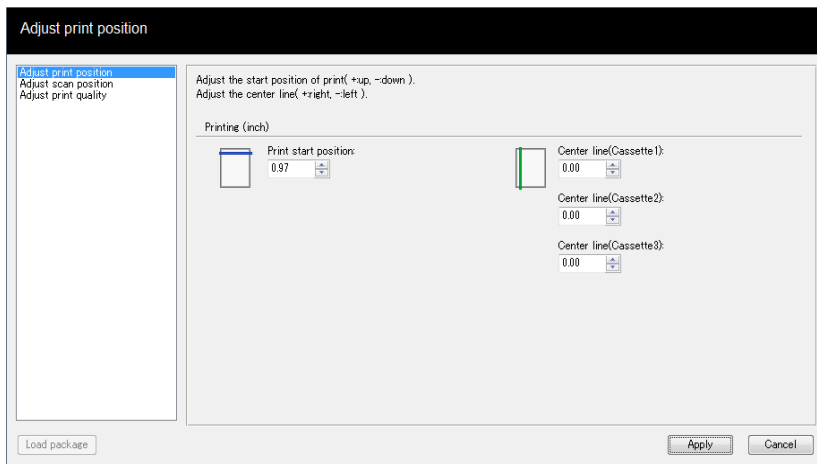 Adjust print position
Adjust print position
Adjust scan position
Adjust print quality
Adjust the start position of print( +:up, -:down ).
Adjust the center line( +:right, -:left ).
Printing (inch)
Print start position:
0.97
Center line(Cassette1):
0.00
Center line(Cassette2):
0.00
Center line(Cassette3):
0.00
Load package
Apply
Cancel